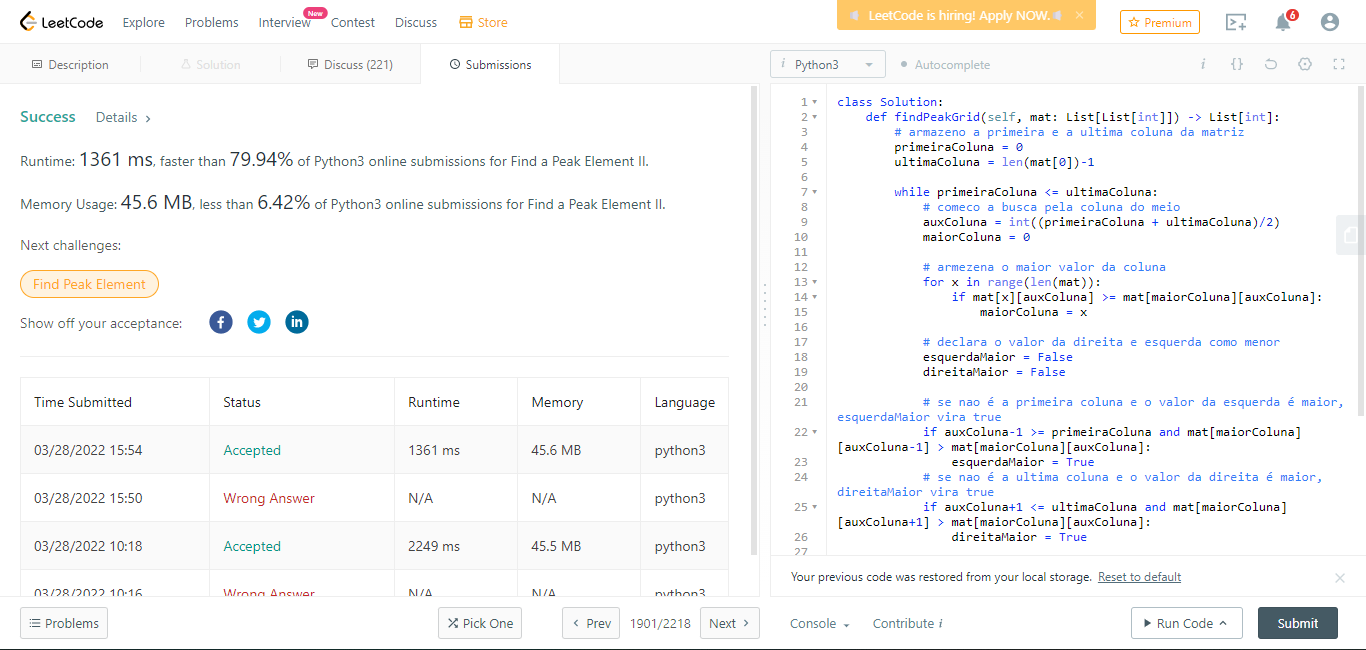 LeetCode
Explore
Problems
Interview
New
Contest
Discuss
Store
LeetCode is hiring! Apply NOW.
Premium
6
Description
Solution
Discuss (221)
Submissions
i Python3
Autocomplete
i
{}
Success
Details
Runtime: 1361 ms, faster than 79.94% of Python3 online submissions for Find a Peak Element II.
Memory Usage: 45.6 MB, less than 6.42% of Python3 online submissions for Find a Peak Element II.
Next challenges:
Find Peak Element
Show off your acceptance:
Time Submitted Status Runtime Memory Language
03/28/2022 15:54 Accepted 1361 ms 45.6 MB python3
03/28/2022 15:50 Wrong Answer N/A N/A python3
03/28/2022 10:18 Accepted 2249 ms 45.5 MB python3
03/28/2022 10:16 Wrong Answer N/A N/A python3
1 class Solution:
2 def findPeakGrid(self, mat: List[List[int]]) -> List[int]:
3 # armazeno a primeira e a ultima coluna da matriz
4 primeiraColuna = 0
5 ultimaColuna = len(mat[0])-1
6
7 while primeiraColuna <= ultimaColuna:
8 # comeco a busca pela coluna do meio
9 auxColuna = int((primeiraColuna + ultimaColuna)/2)
10 maiorColuna = 0
11
12 # armezena o maior valor da coluna
13 for x in range(len(mat)):
14 if mat[x][auxColuna] >= mat[maiorColuna][auxColuna]:
15 maiorColuna = x
16
17 # declara o valor da direita e esquerda como menor
18 esquerdaMaior = False
19 direitaMaior = False
20
21 # se nao é a primeira coluna e o valor da esquerda é maior,
esquerdaMaior vira true
22 if auxColuna-1 >= primeiraColuna and mat[maiorColuna]
[auxColuna-1] > mat[maiorColuna][auxColuna]:
23 esquerdaMaior = True
24 # se nao é a ultima coluna e o valor da direita é maior,
direitaMaior vira true
25 if auxColuna+1 <= ultimaColuna and mat[maiorColuna]
[auxColuna+1] > mat[maiorColuna][auxColuna]:
26 direitaMaior = True
27
Your previous code was restored from your local storage. Reset to default
Problems
Pick One
Prev
1901/2218
Next
Console
Contribute i
Run Code
Submit